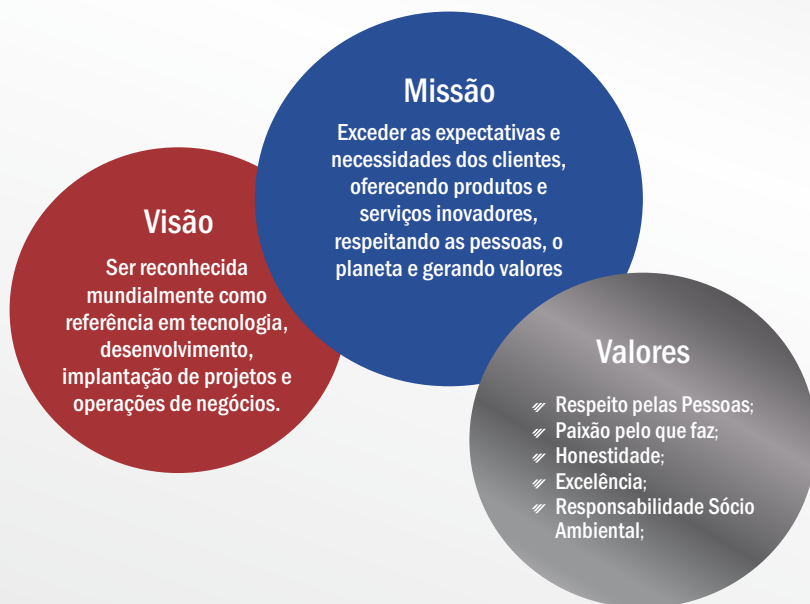 Missão
Exceder as expectativas e
necessidades dos clientes,
oferecendo produtos e
serviços inovadores,
respeitando as pessoas, o
planeta e gerando valores
Visão
Ser reconhecida
mundialmente como
referência em tecnologia,
desenvolvimento,
implantação de projetos e
operações de negócios.
Valores
Respeito pelas Pessoas;
Paixão pelo que faz;
Honestidade;
Excelência;
Responsabilidade Sócio
Ambiental;